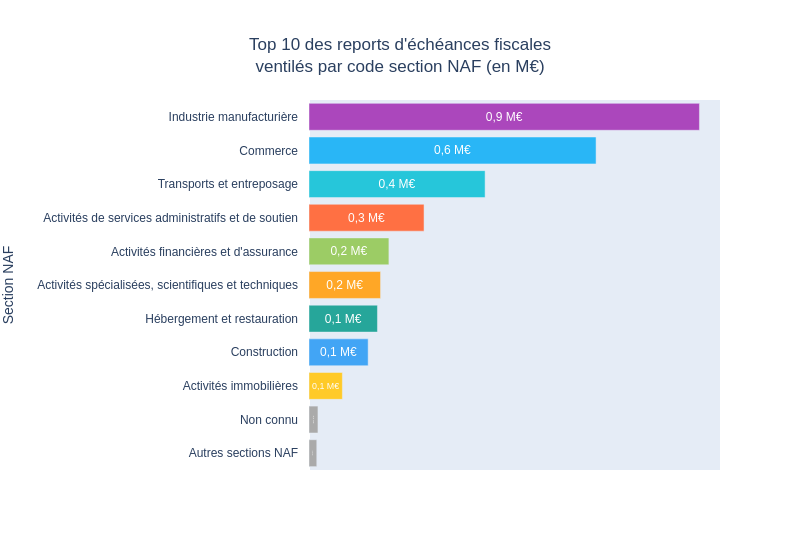 Top 10 des reports d'échéances fiscales
ventilés par code section NAF (en M€)
Section NAF
Industrie manufacturière 0,9 M€
Commerce 0,6 M€
Transports et entreposage 0,4 M€
Activités de services administratifs et de soutien 0,3 M€
Activités financières et d'assurance 0,2 M€
Activités spécialisées, scientifiques et techniques 0,2 M€
Hébergement et restauration 0,1 M€
Construction 0,1 M€
Activités immobilières 0,1 M€
Non connu
Autres sections NAF